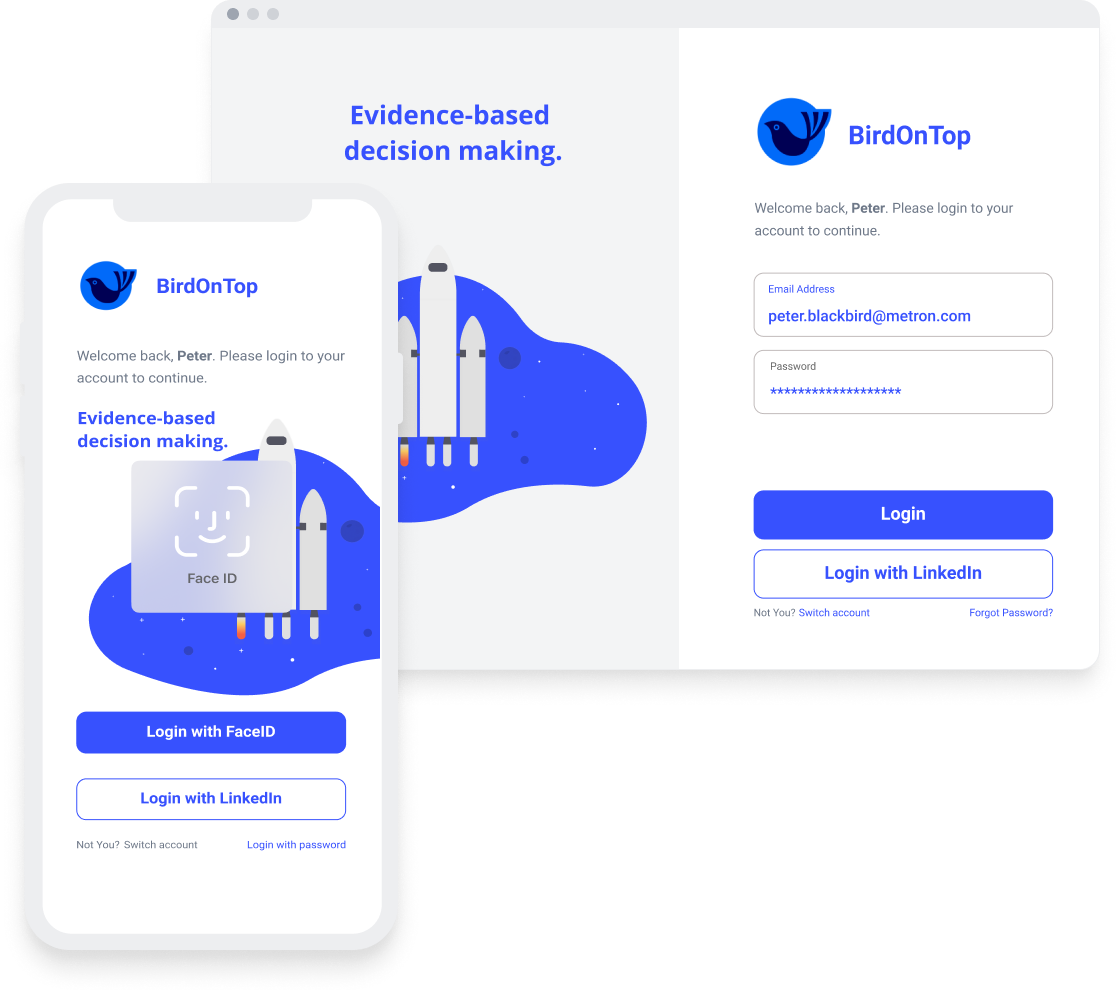 Evidence-based
decision making.
BirdOnTop
Welcome back, Peter. Please login to your
account to continue.
Email Address
peter.blackbird@metron.com
Password
*******************
Login
Login with LinkedIn
Not You? Switch account
Forgot Password?
BirdOnTop
Welcome back, Peter. Please login to your
account to continue.
Evidence-based
decision making.
Face ID
Login with FaceID
Login with LinkedIn
Not You? Switch account
Login with password